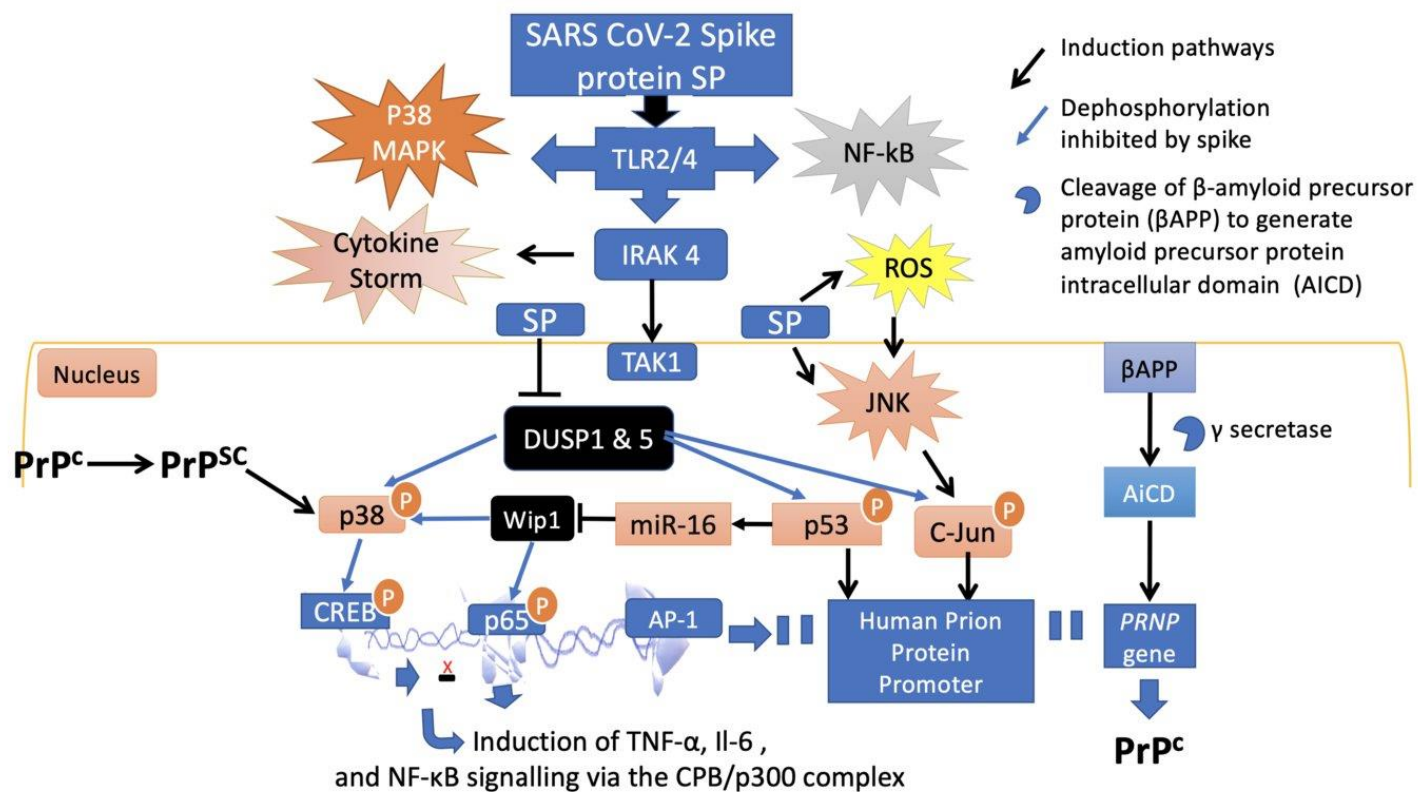 SARS CoV-2 Spike
protein SP
Induction pathways
Dephosphorylation
inhibited by spike
Cleavage of β-amyloid precursor
protein (βAPP) to generate
amyloid precursor protein
intracellular domain (AICD)
P38
MAPK
TLR2/4
NF-kB
Cytokine
Storm
IRAK 4
ROS
SP
SP
TAK1
Nucleus
JNK
βAPP
DUSP1 & 5
γ secretase
PrPᶜ
PrPˢᶜ
AiCD
p38
P
Wip1
miR-16
p53
P
C-Jun
P
CREB
P
p65
P
AP-1
Human Prion
Protein
Promoter
PRNP
gene
X
Induction of TNF-α, Il-6 ,
and NF-κB signalling via the CPB/p300 complex
PrPᶜ